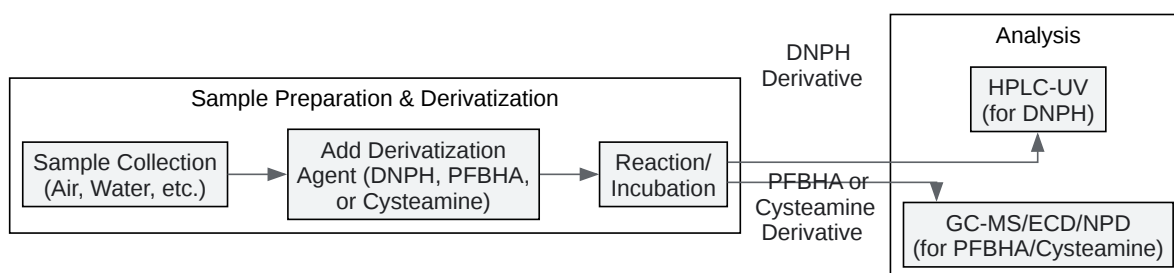 Sample Preparation & Derivatization
Sample Collection
(Air, Water, etc.)
Add Derivatization
Agent (DNPH, PFBHA,
or Cysteamine)
Reaction/
Incubation
DNPH
Derivative
PFBHA or
Cysteamine
Derivative
Analysis
HPLC-UV
(for DNPH)
GC-MS/ECD/NPD
(for PFBHA/Cysteamine)